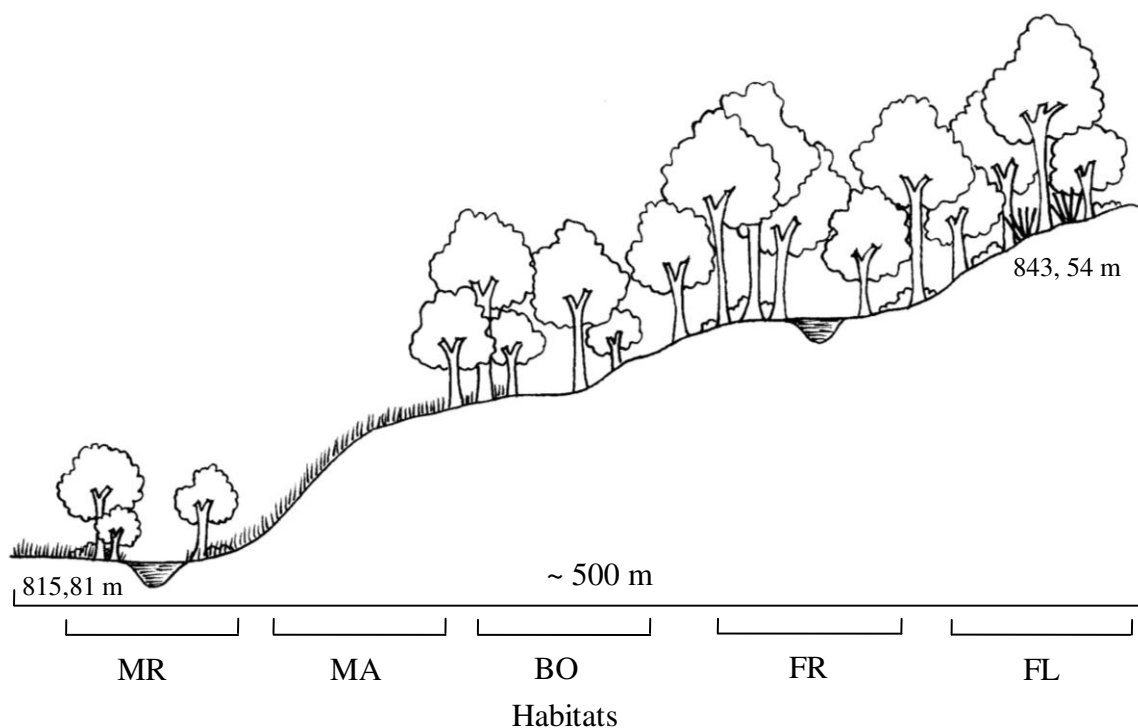 843, 54 m
815,81 m
~ 500 m
MR MA BO FR FL
Habitats